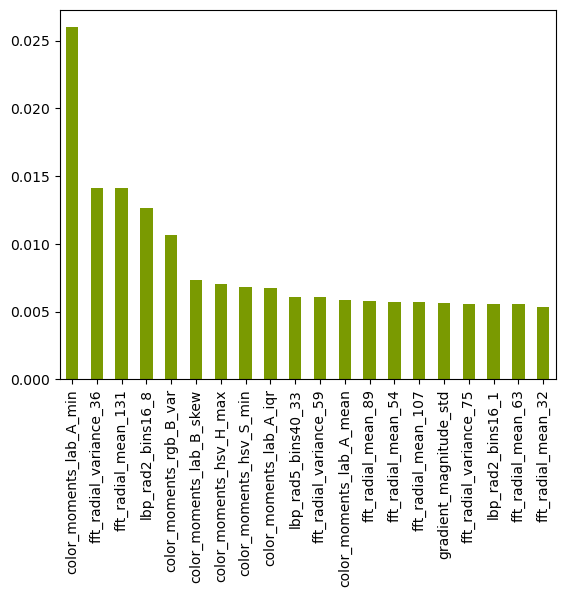 0.025
0.020
0.015
0.010
0.005
0.000
color_moments_lab_A_min
fft_radial_variance_36
fft_radial_mean_131
lbp_rad2_bins16_8
color_moments_rgb_B_var
color_moments_lab_B_skew
color_moments_hsv_H_max
color_moments_hsv_S_min
color_moments_lab_A_iqr
lbp_rad5_bins40_33
fft_radial_variance_59
color_moments_lab_A_mean
fft_radial_mean_89
fft_radial_mean_54
fft_radial_mean_107
gradient_magnitude_std
fft_radial_variance_75
lbp_rad2_bins16_1
fft_radial_mean_63
fft_radial_mean_32